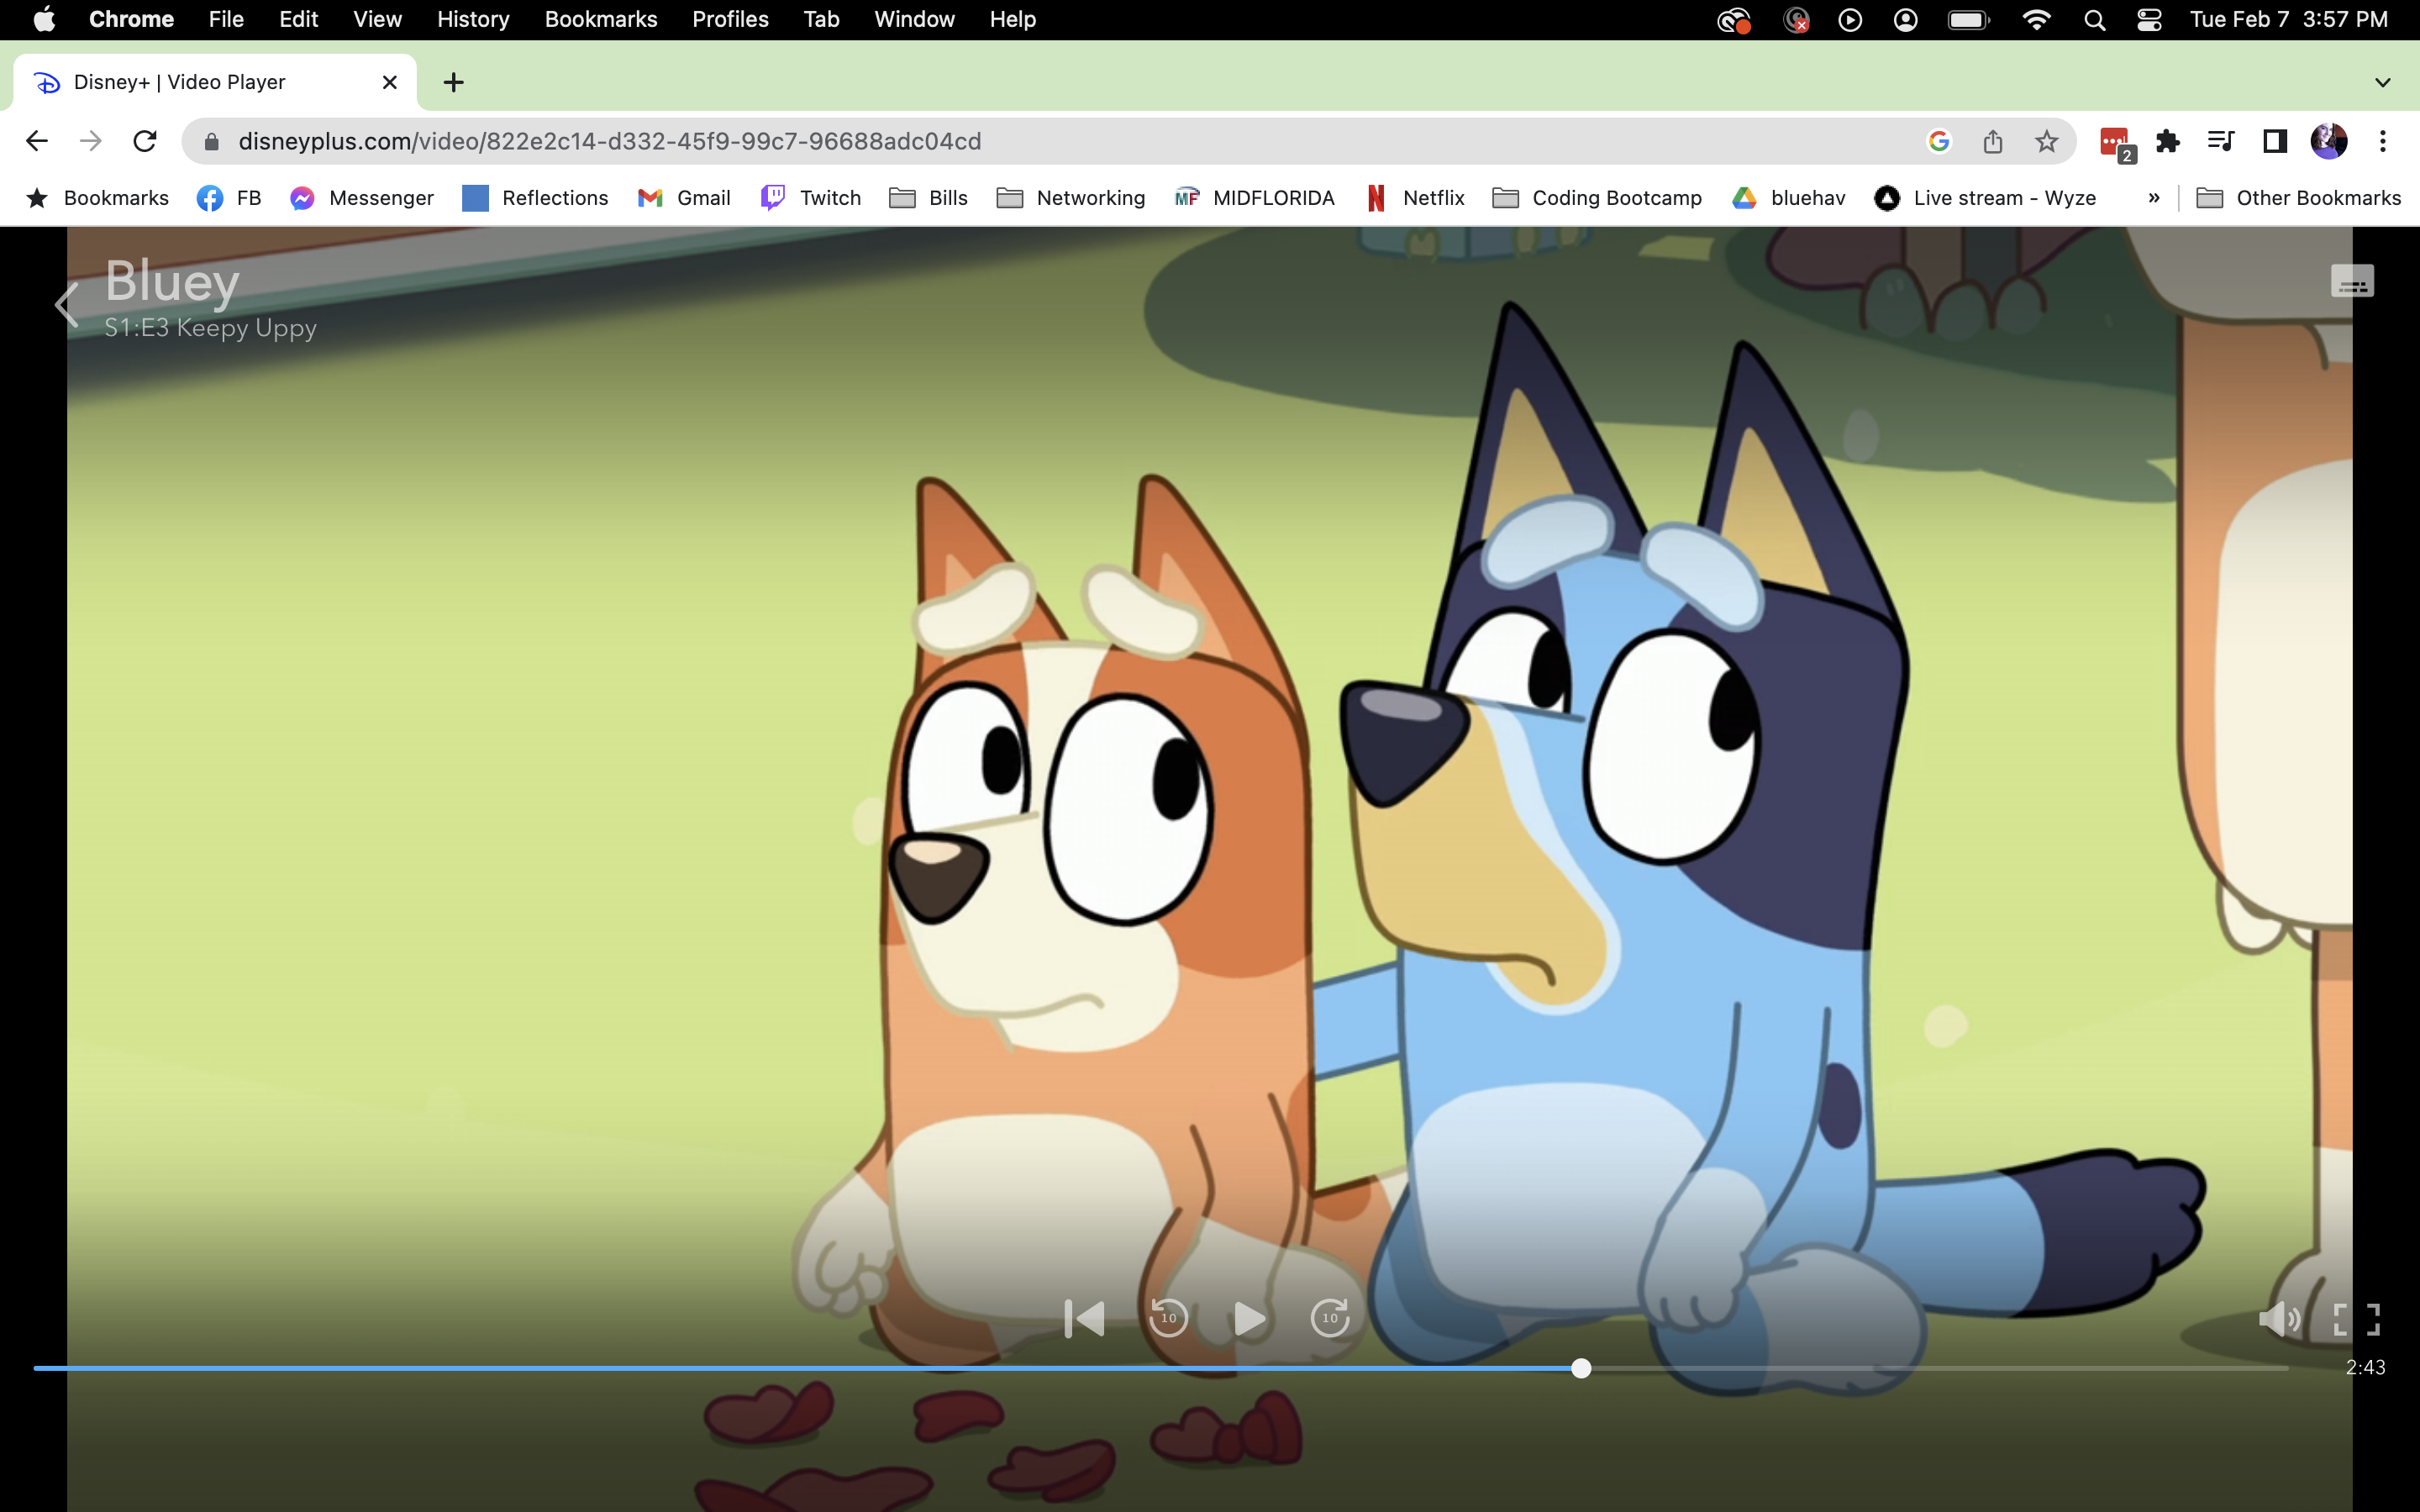 Chrome File Edit View History Bookmarks Profiles Tab Window Help Tue Feb 7 3:57 PM
Disney+ | Video Player
disneyplus.com/video/822e2c14-d332-45f9-99c7-96688adc04cd 2
Bookmarks FB Messenger Reflections Gmail Twitch Bills Networking MF MIDFLORIDA Netflix Coding Bootcamp bluehav Live stream - Wyze » Other Bookmarks
Bluey
S1:E3 Keepy Uppy
10 10
2:43